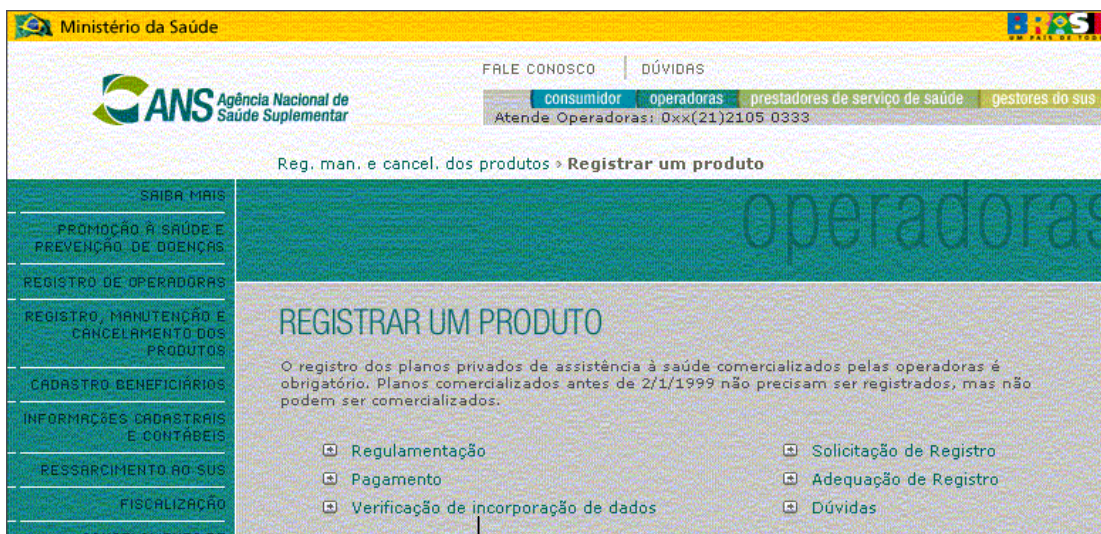 Ministério da Saúde
BRASI
UM PAÍS DE TODO
FALE CONOSCO
DÚVIDAS
ANS Agência Nacional de
Saúde Suplementar
consumidor operadoras prestadores de serviço de saúde gestores do sus
Atende Operadoras: 0xx(21)2105 0333
Reg. man. e cancel. dos produtos > Registrar um produto
operadoras
SAIBA MAIS
PROMOÇÃO À SAÚDE E
PREVENÇÃO DE DOENÇAS
REGISTRO DE OPERADORAS
REGISTRO, MANUTENÇÃO E
CANCELAMENTO DOS
PRODUTOS
CADASTRO BENEFICIÁRIOS
INFORMAÇÕES CADASTRAIS
E CONTÁBEIS
RESSARCIMENTO AO SUS
FISCALIZAÇÃO
REGISTRAR UM PRODUTO
O registro dos planos privados de assistência à saúde comercializados pelas operadoras é
obrigatório. Planos comercializados antes de 2/1/1999 não precisam ser registrados, mas não
podem ser comercializados.
Regulamentação
Pagamento
Verificação de incorporação de dados
Solicitação de Registro
Adequação de Registro
Dúvidas